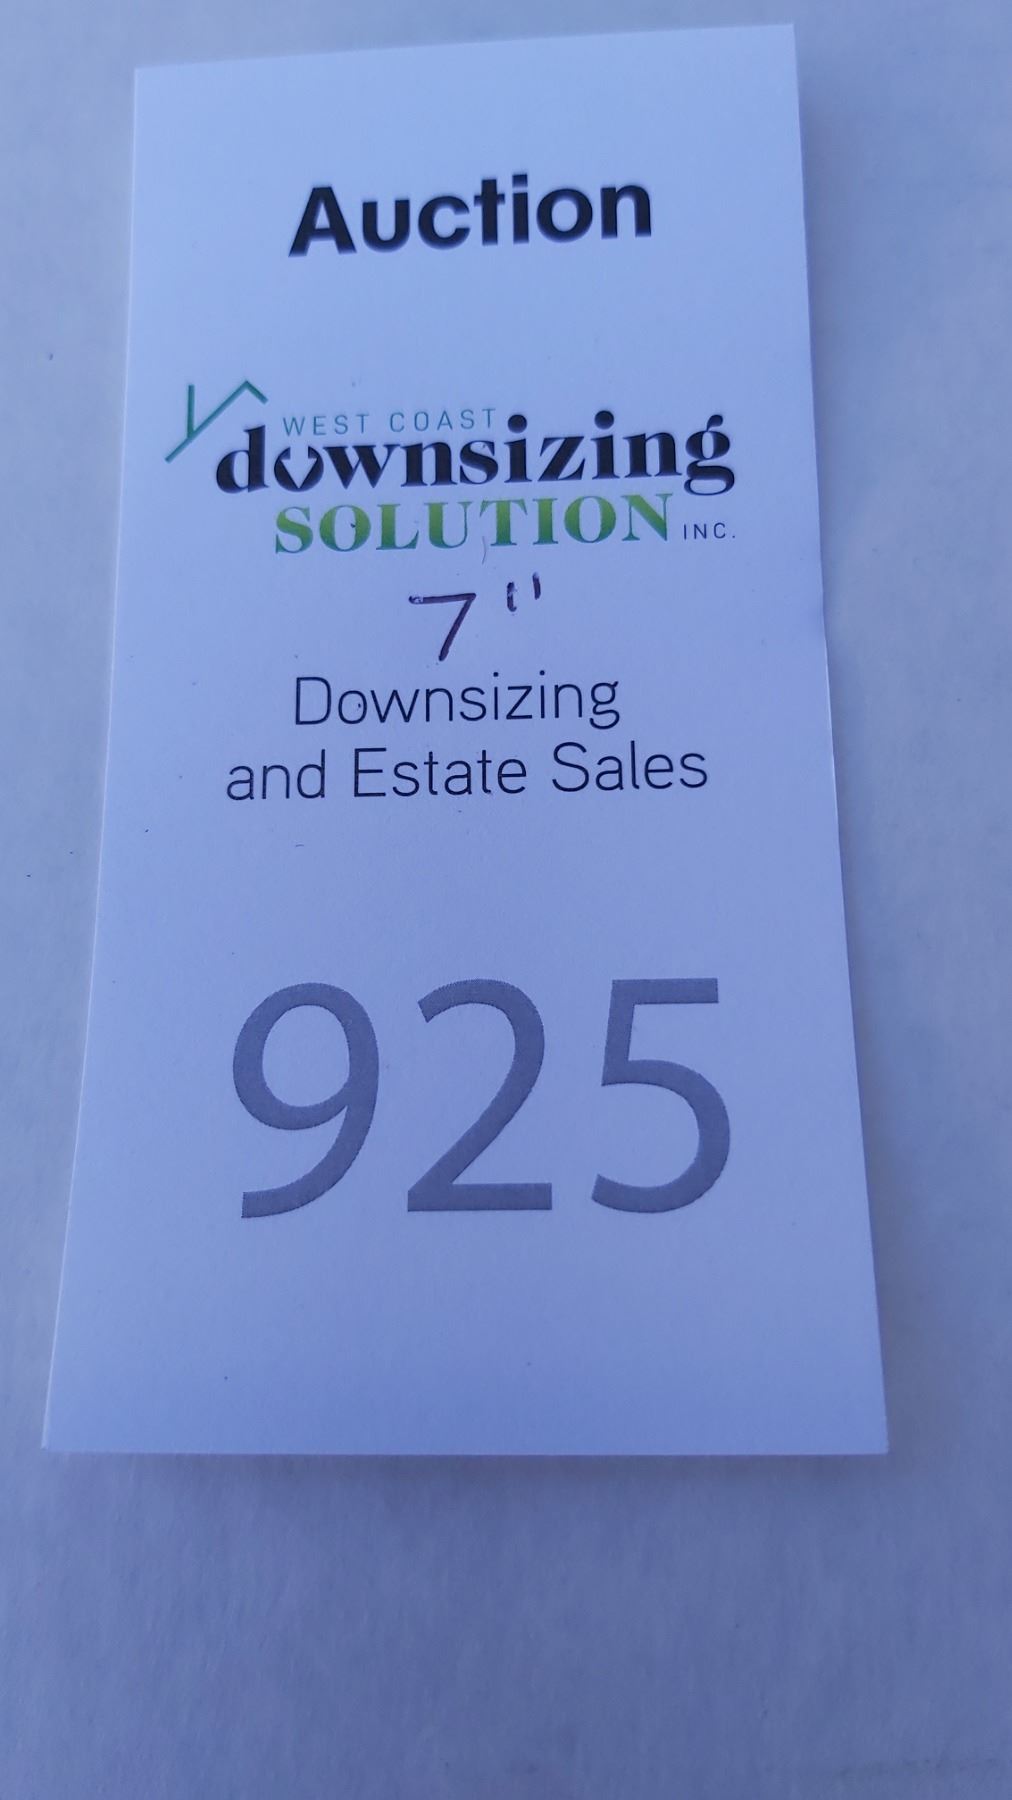 Auction
WEST COAST
downsizing
SOLUTION INC.
7"
Downsizing
and Estate Sales
925